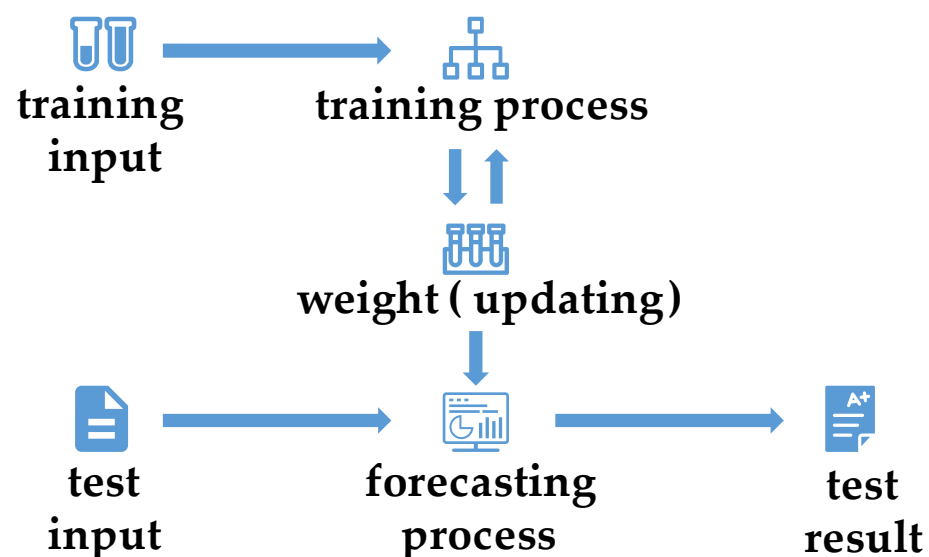 training
input
training process
weight ( updating)
test
input
forecasting
process
A+
test
result